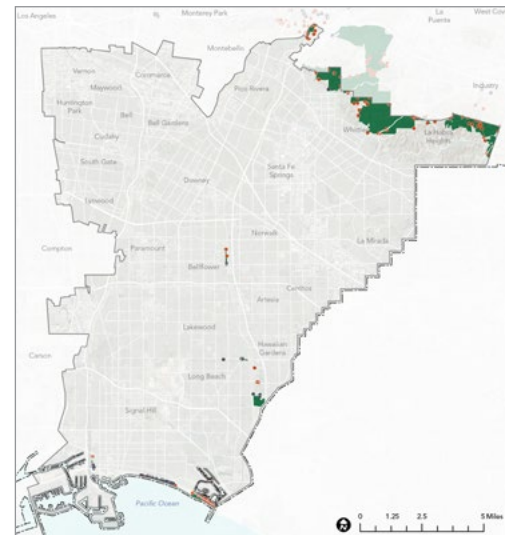 Los Angeles
Monterey Park
La
Puente
West Cov
Montebello
Vernon
Commerce
Maywood
Pico Rivera
Industry
Huntington
Park
Bell
Bell Gardens
Whittier
La Habra
Heights
Cudahy
South Gate
Downey
Santa Fe
Springs
Lynwood
Compton
Paramount
Norwalk
La Mirada
Bellflower
Cerritos
Artesia
Lakewood
Hawaiian
Gardens
Carson
Long Beach
Signal Hill
Pacific Ocean
N
0 1.25 2.5 5 Miles